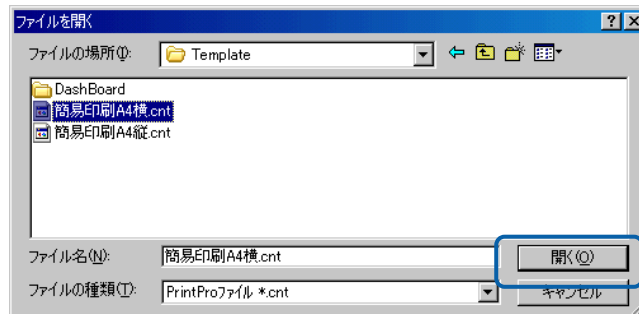 ファイルを開く
ファイルの場所(I): Template
DashBoard
簡易印刷A4横.cnt
簡易印刷A4縦.cnt
ファイル名(N): 簡易印刷A4横.cnt 開く(O)
ファイルの種類(T): PrintProファイル *.cnt キャンセル